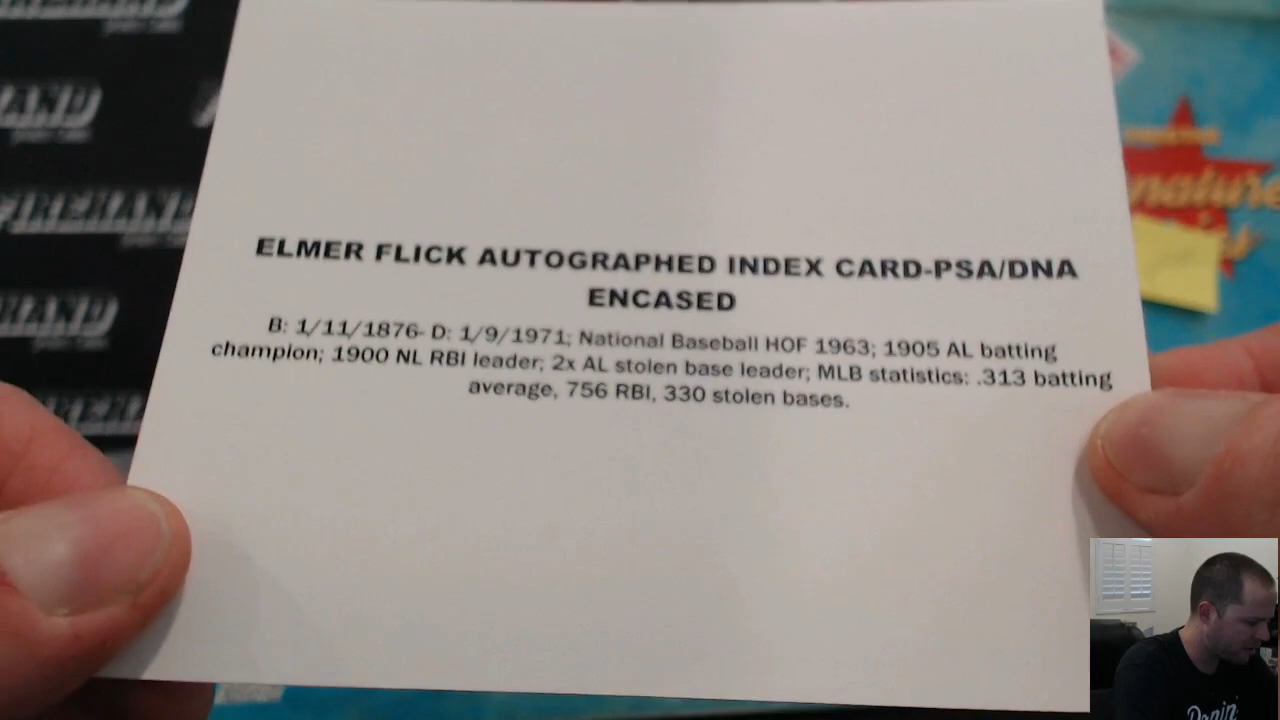 ELMER FLICK AUTOGRAPHED INDEX CARD-PSA/DNA
ENCASED
B: 1/11/1876- D: 1/9/1971; National Baseball HOF 1963; 1905 AL batting
champion; 1900 NL RBI leader; 2x AL stolen base leader; MLB statistics: .313 batting
average, 756 RBI, 330 stolen bases.
FIREHAND